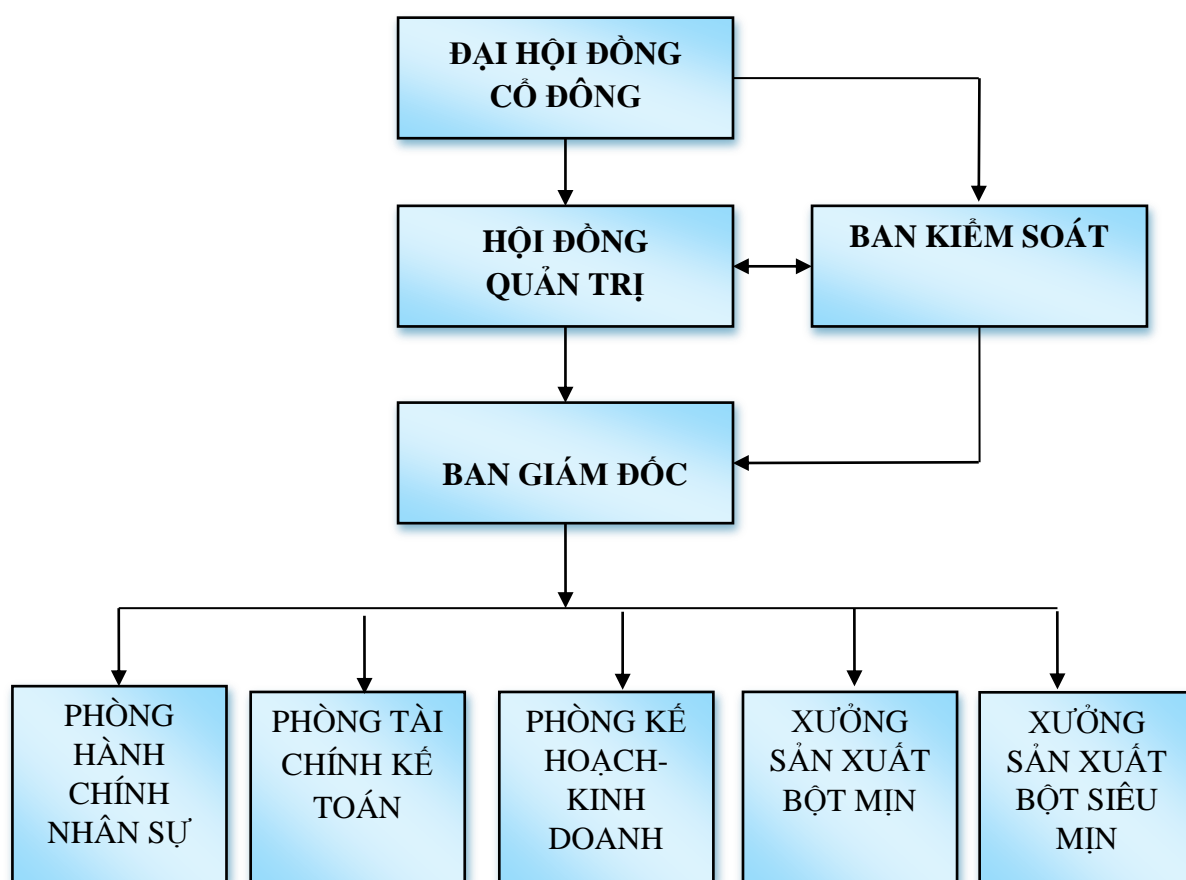 ĐẠI HỘI ĐỒNG
CỔ ĐÔNG
HỘI ĐỒNG
QUẢN TRỊ
BAN KIỂM SOÁT
BAN GIÁM ĐỐC
PHÒNG
HÀNH
CHÍNH
NHÂN SỰ
PHÒNG TÀI
CHÍNH KẾ
TOÁN
PHÒNG KẾ
HOẠCH-
KINH
DOANH
XƯỞNG
SẢN XUẤT
BỘT MỊN
XƯỞNG
SẢN XUẤT
BỘT SIÊU
MỊN